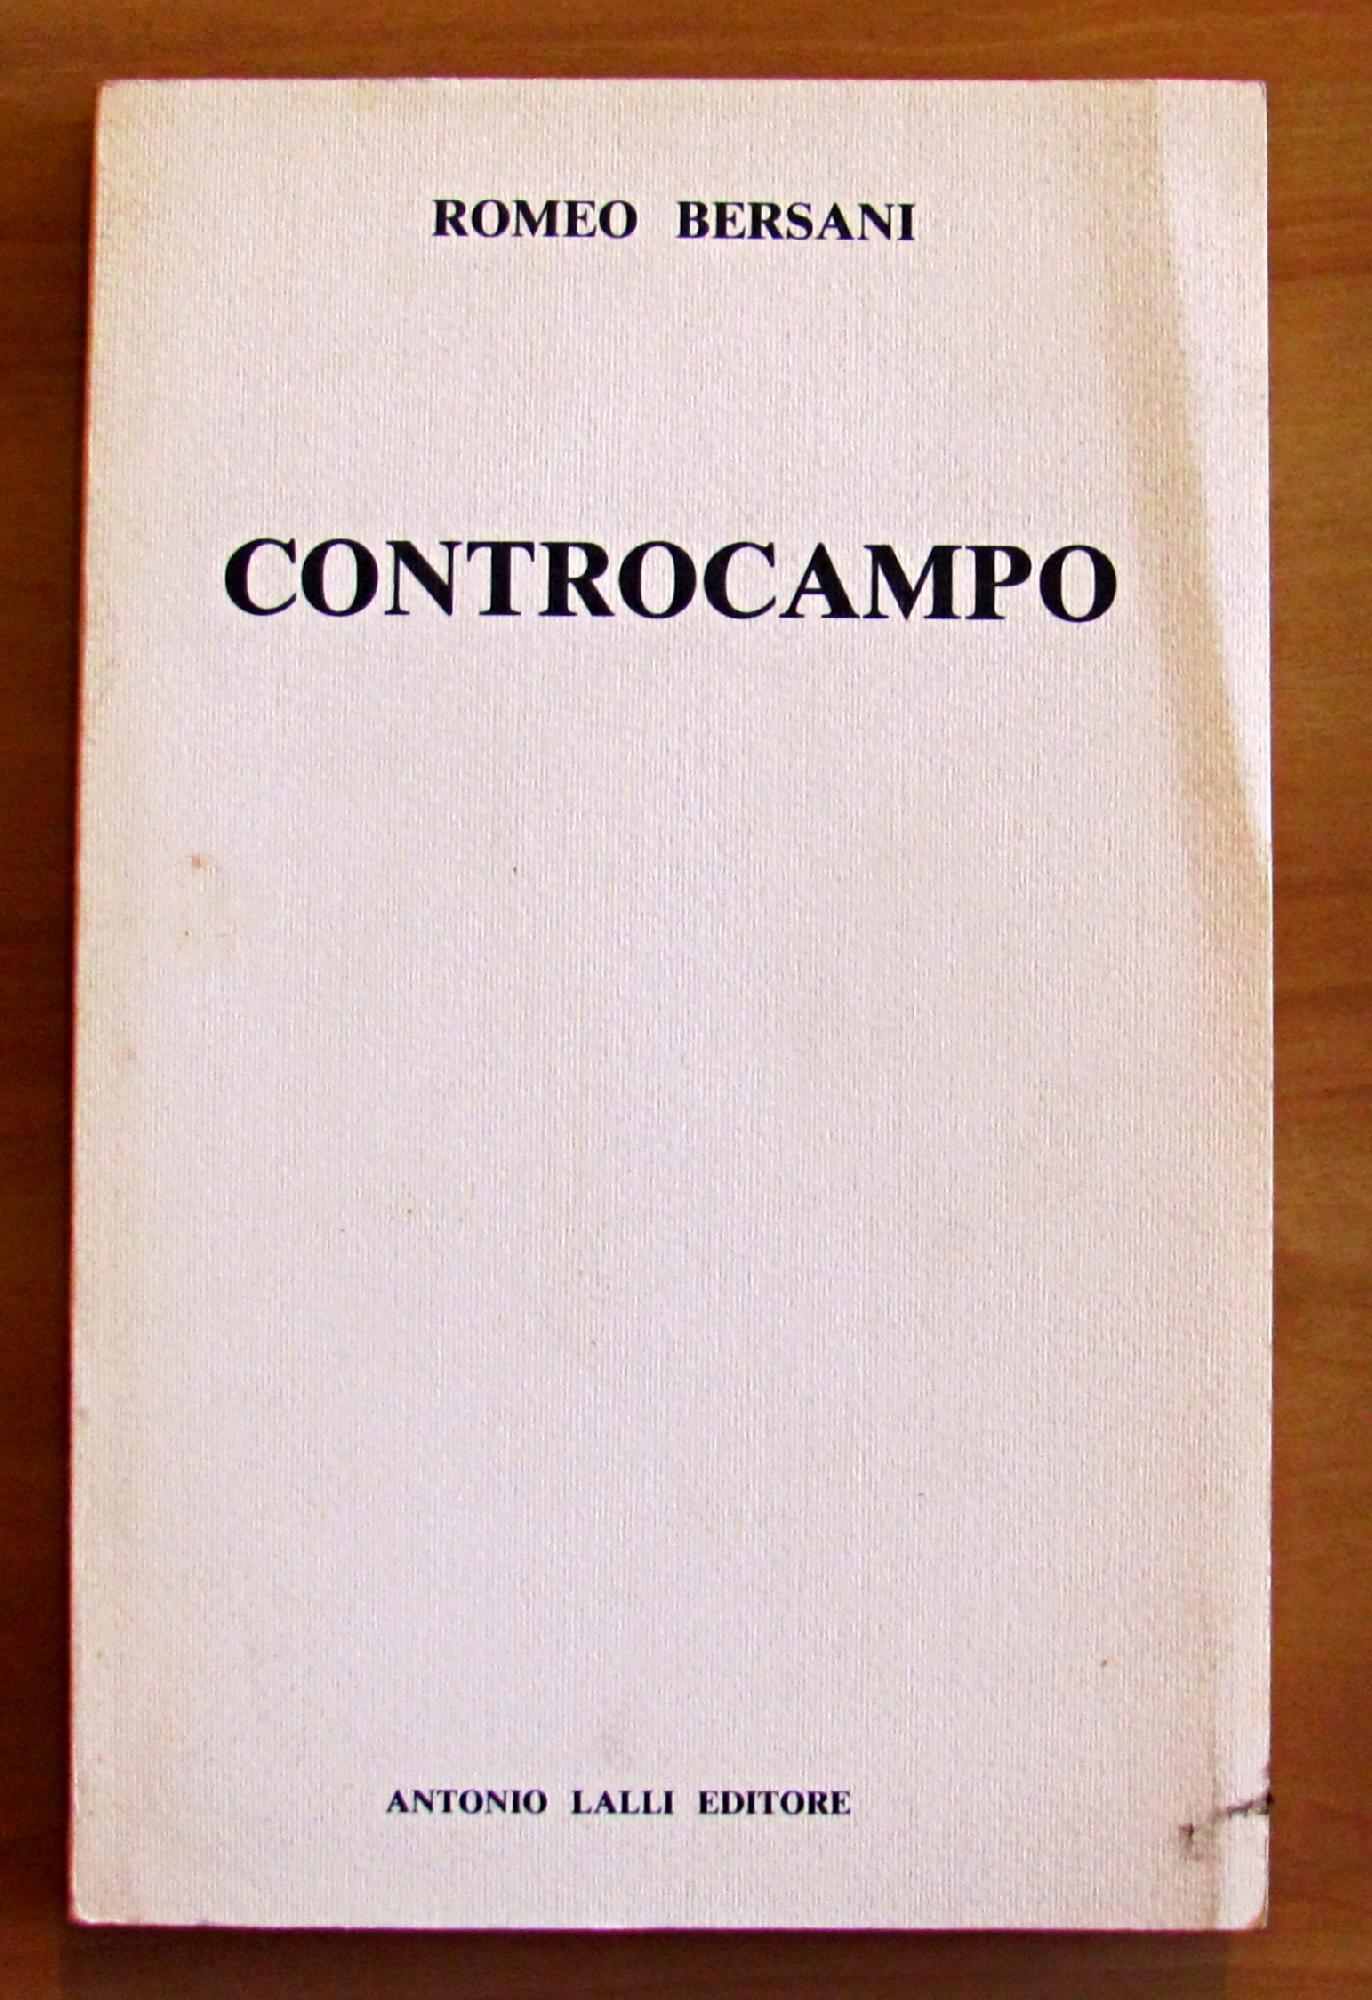 ROMEO BERSANI
CONTROCAMPO
ANTONIO LALLI EDITORE